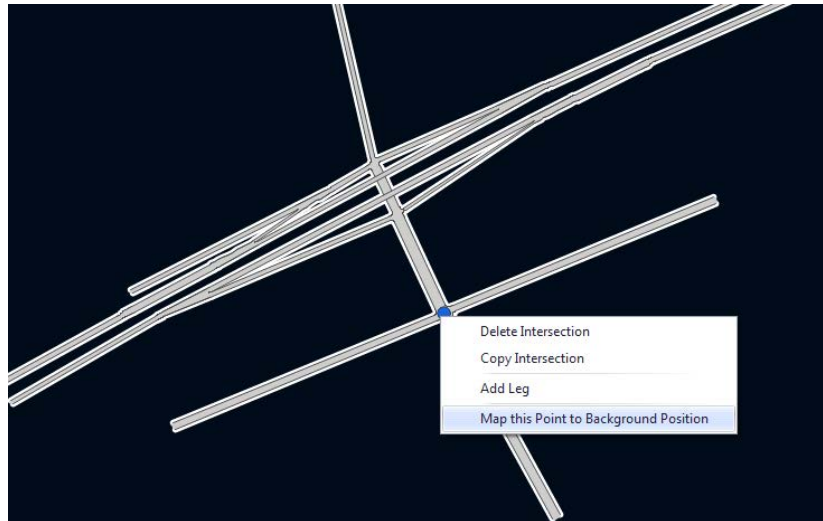 Delete Intersection
Copy Intersection
Add Leg
Map this Point to Background Position